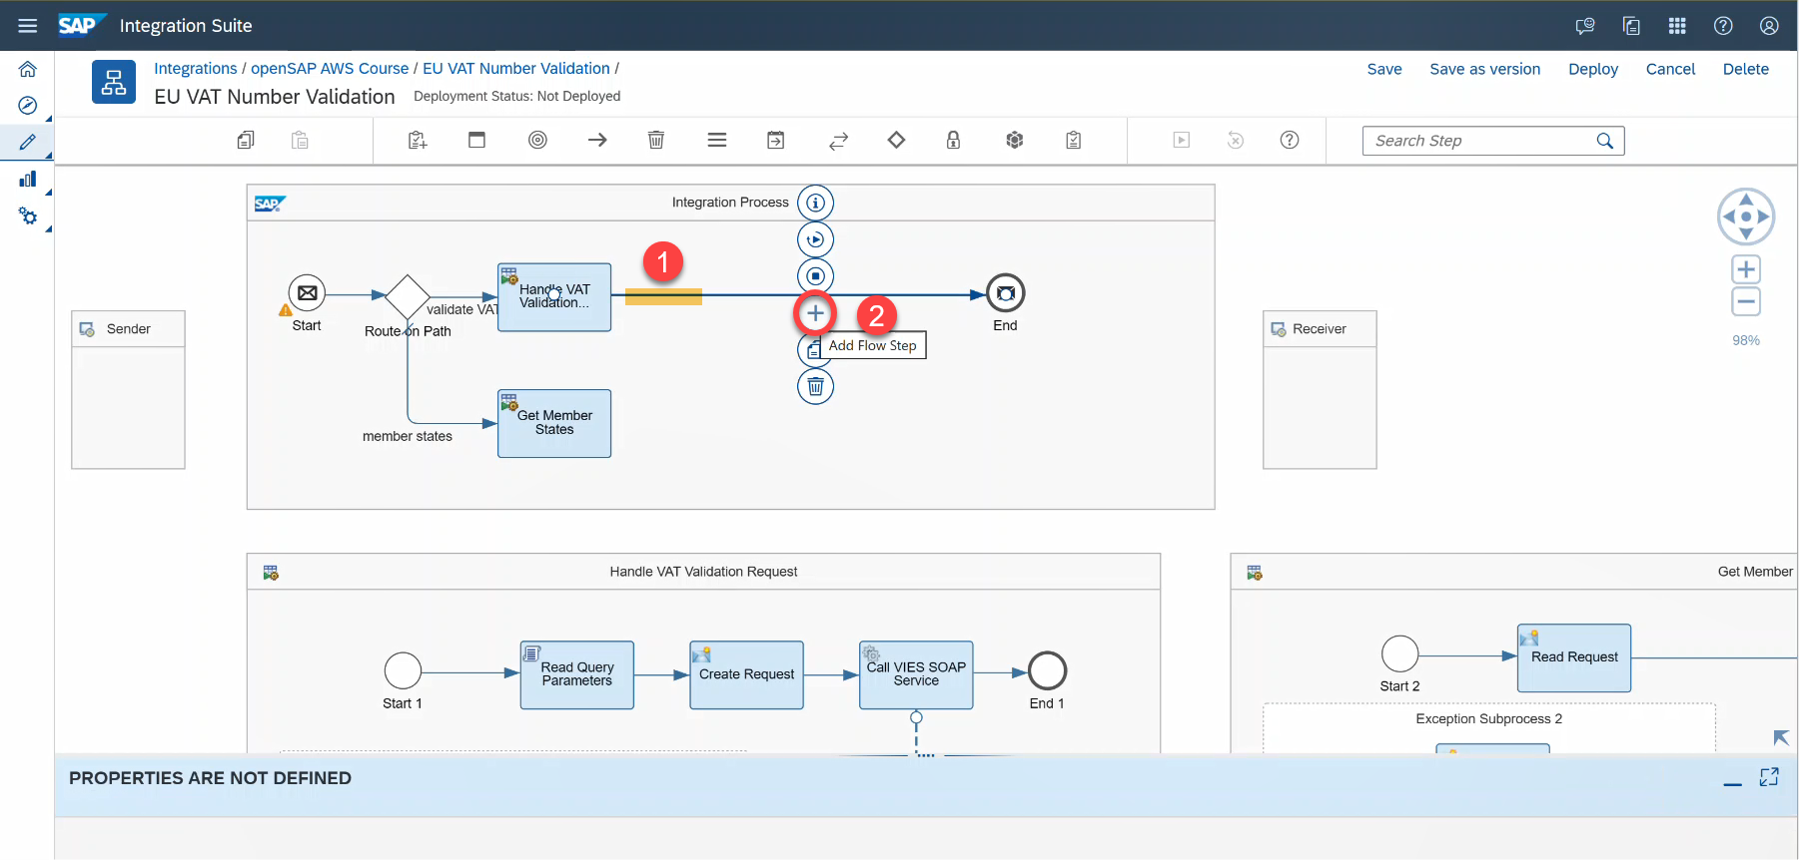 SAP Integration Suite
Integrations / openSAP AWS Course / EU VAT Number Validation /
EU VAT Number Validation Deployment Status: Not Deployed
Save Save as version Deploy Cancel Delete
Search Step
SAP Integration Process
1
Handle VAT
Validation...
validate VAT
Start
Route on Path
End
2
Add Flow Step
Sender
Receiver
98%
Get Member
States
member states
Handle VAT Validation Request
Get Member
Read Query
Parameters
Create Request
Call VIES SOAP
Service
Start 1
End 1
Read Request
Start 2
Exception Subprocess 2
PROPERTIES ARE NOT DEFINED